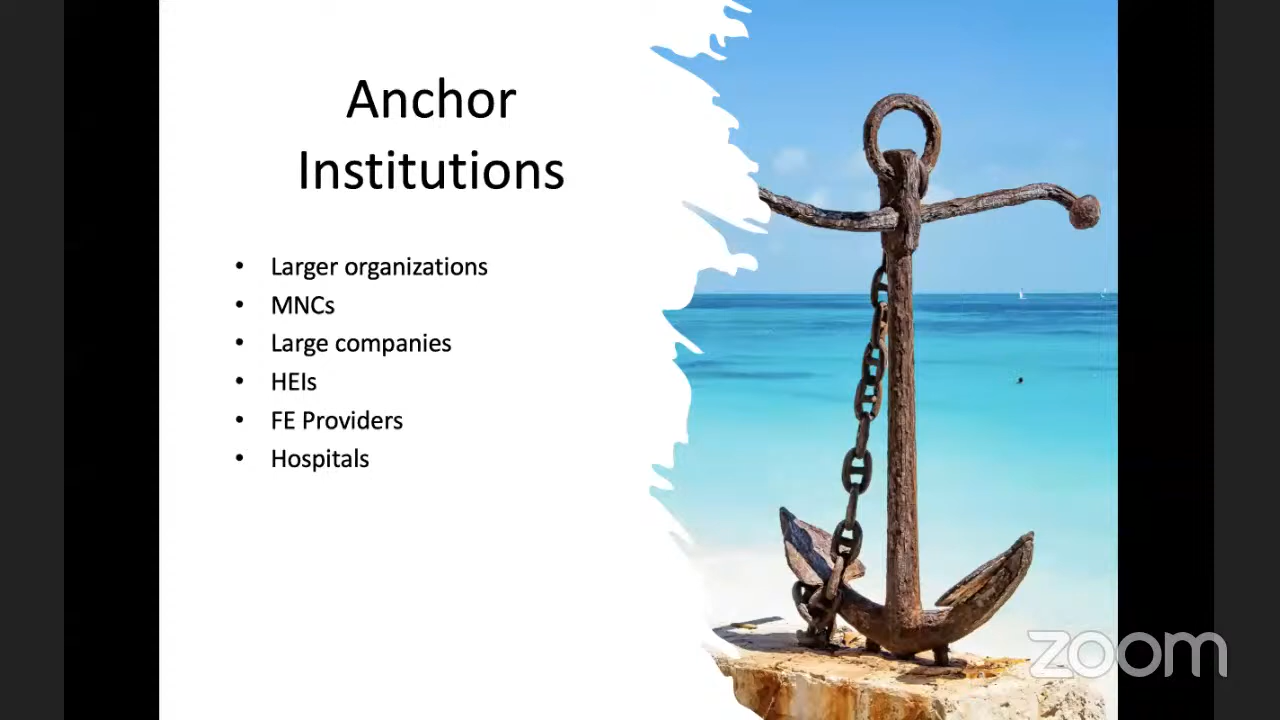 Anchor
Institutions
• Larger organizations
• MNCs
• Large companies
• HEIs
• FE Providers
• Hospitals
zoom